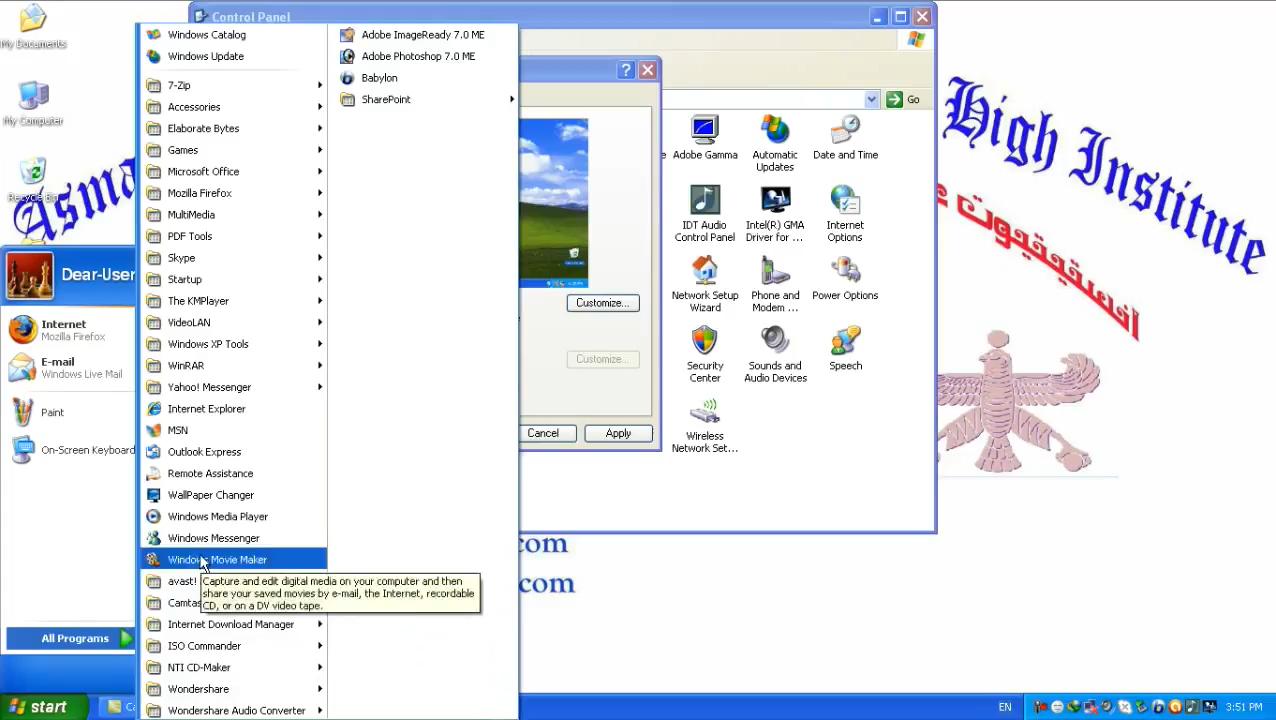 Control Panel
My Documents
My Computer
Recycle Bin
Asma
High Institute
Windows Catalog
Windows Update
7-Zip
Accessories
Elaborate Bytes
Games
Microsoft Office
Mozilla Firefox
MultiMedia
PDF Tools
Skype
Startup
The KMPlayer
VideoLAN
Windows XP Tools
WinRAR
Yahoo! Messenger
Internet Explorer
MSN
Outlook Express
Remote Assistance
WallPaper Changer
Windows Media Player
Windows Messenger
Windows Movie Maker
avast!
Camtas
Internet Download Manager
ISO Commander
NTI CD-Maker
Wondershare
Wondershare Audio Converter
Adobe ImageReady 7.0 ME
Adobe Photoshop 7.0 ME
Babylon
SharePoint
Capture and edit digital media on your computer and then
share your saved movies by e-mail, the Internet, recordable
CD, or on a DV video tape.
Dear-User
Internet
Mozilla Firefox
E-mail
Windows Live Mail
Paint
On-Screen Keyboard
All Programs
Go
Adobe Gamma
Automatic
Updates
Date and Time
IDT Audio
Control Panel
Intel(R) GMA
Driver for ...
Internet
Options
Network Setup
Wizard
Phone and
Modem ...
Power Options
Security
Center
Sounds and
Audio Devices
Speech
Wireless
Network Set...
Customize...
Customize...
Cancel
Apply
com
com
start
EN
3:51 PM